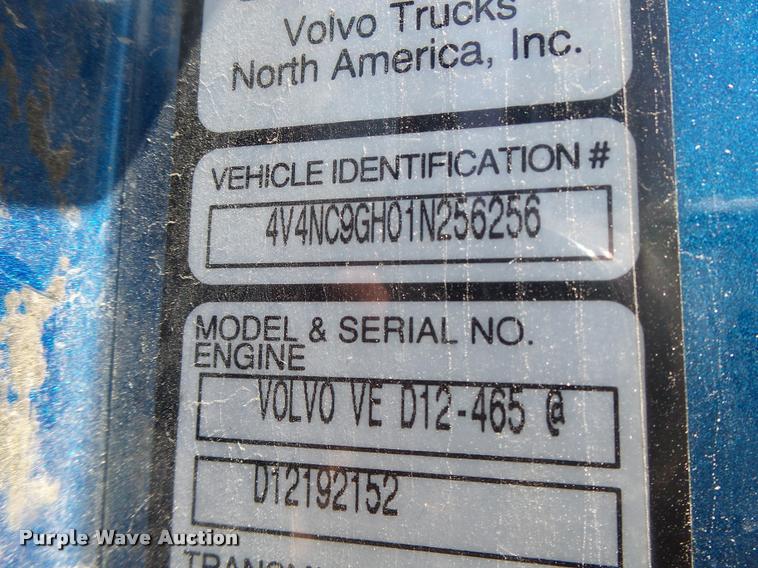 Volvo Trucks
North America, Inc.
VEHICLE IDENTIFICATION #
4V4NC9GH01N256256
MODEL & SERIAL NO.
ENGINE
VOLVO VE D12-465 @
D12192152
Purple Wave Auction